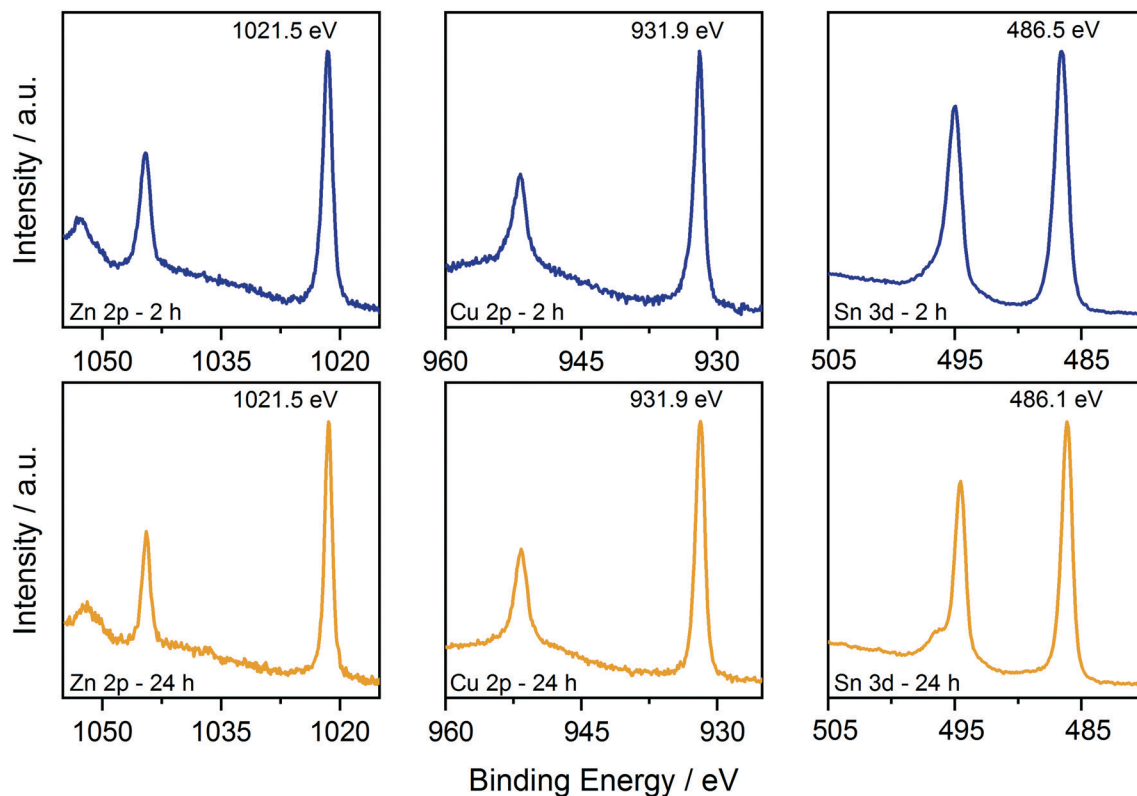 1021.5 eV
931.9 eV
486.5 eV
Intensity / a.u.
Zn 2p - 2 h
Cu 2p - 2 h
Sn 3d - 2 h
1050 1035 1020
960 945 930
505 495 485
1021.5 eV
931.9 eV
486.1 eV
Intensity / a.u.
Zn 2p - 24 h
Cu 2p - 24 h
Sn 3d - 24 h
1050 1035 1020
960 945 930
505 495 485
Binding Energy / eV